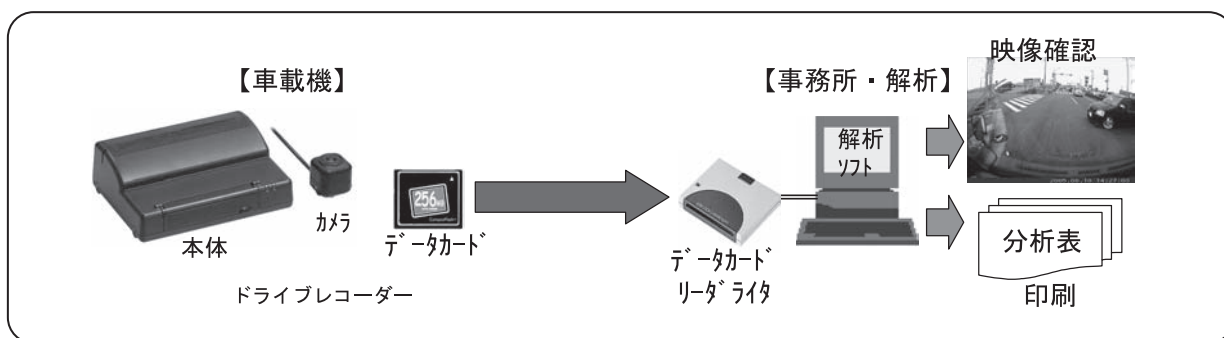 【車載機】
本体
カメラ
256MB
CompactFlash
データカード
ドライブレコーダー
【事務所・解析】
解析
ソフト
データカード
リーダライタ
映像確認
分析表
印刷